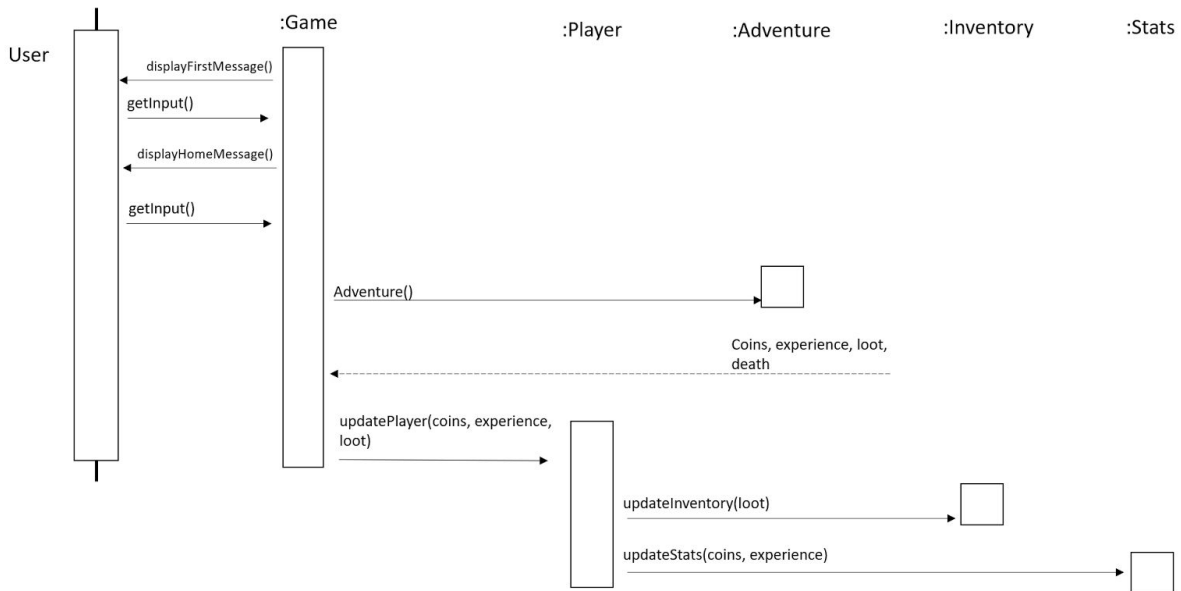 User
:Game
:Player
:Adventure
:Inventory
:Stats
displayFirstMessage()
getInput()
displayHomeMessage()
getInput()
Adventure()
Coins, experience, loot,
death
updatePlayer(coins, experience,
loot)
updateInventory(loot)
updateStats(coins, experience)